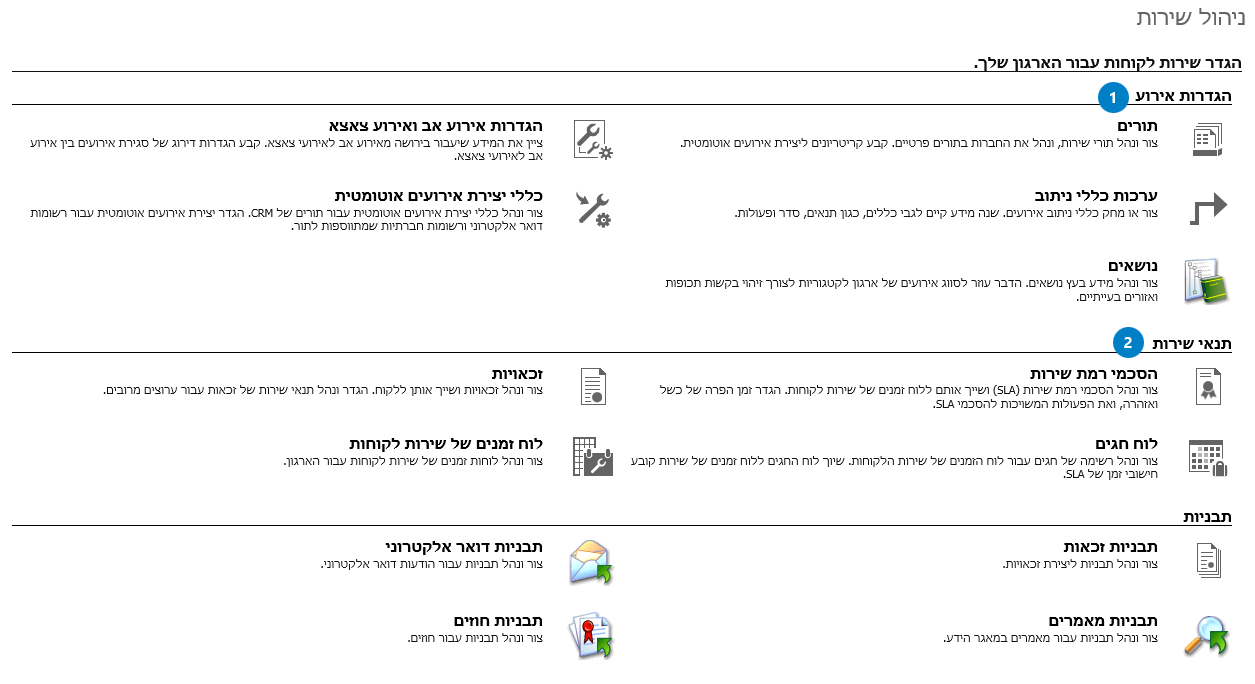 ניהול שירות
הגדר שירות לקוחות עבור הארגון שלך.
הגדרות אירוע 1
תורים
צור ונהל תורי שירות, ונהל את החברות בתורים פרטיים. קבע קריטריונים ליצירת אירועים אוטומטית.
הגדרות אירוע אב ואירוע צאצא
ציין את המידע שיעבור בירושה מאירוע אב לאירועי צאצא. קבע הגדרות דירוג של סגירת אירועים בין אירוע
אב לאירועי צאצא.
ערכות כללי ניתוב
צור או מחק כללי ניתוב אירועים. שנה מידע קיים לגבי כללים, כגון תנאים, סדר ופעולות.
כללי יצירת אירועים אוטומטית
צור ונהל כללי יצירת אירועים אוטומטית עבור תורים של CRM. הגדר יצירת אירועים אוטומטית עבור רשומות
דואר אלקטרוני ורשומות חברתיות שמתווספות לתור.
נושאים
צור ונהל מידע בעץ נושאים. הדבר עוזר לסווג אירועים של ארגון לקטגוריות לצורך זיהוי בקשות תכופות
ואזורים בעייתיים.
תנאי שירות 2
הסכמי רמת שירות
צור ונהל הסכמי רמת שירות (SLA) ושייך אותם ללוח זמנים של שירות לקוחות. הגדר זמן הפרה של כשל
ואזהרה, ואת הפעולות המשויכות להסכמי SLA.
זכאויות
צור ונהל זכאויות ושייך אותן ללקוח. הגדר ונהל תנאי שירות של זכאות עבור ערוצים מרובים.
לוח חגים
צור ונהל רשימה של חגים עבור לוח הזמנים של שירות הלקוחות. שיוך לוח החגים ללוח זמנים של שירות קובע
חישובי זמן של SLA.
לוח זמנים של שירות לקוחות
צור ונהל לוחות זמנים של שירות לקוחות עבור הארגון.
תבניות
תבניות זכאות
צור ונהל תבניות ליצירת זכאויות.
תבניות דואר אלקטרוני
צור ונהל תבניות עבור הודעות דואר אלקטרוני.
תבניות מאמרים
צור ונהל תבניות עבור מאמרים במאגר הידע.
תבניות חוזים
צור ונהל תבניות עבור חוזים.